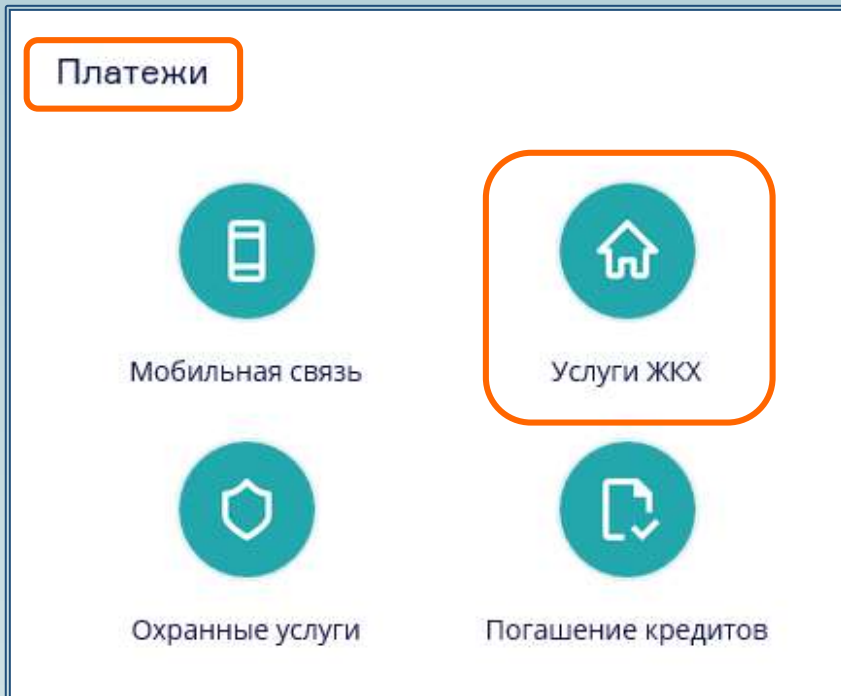 Платежи
Мобильная связь
Услуги ЖКХ
Охранные услуги
Погашение кредитов